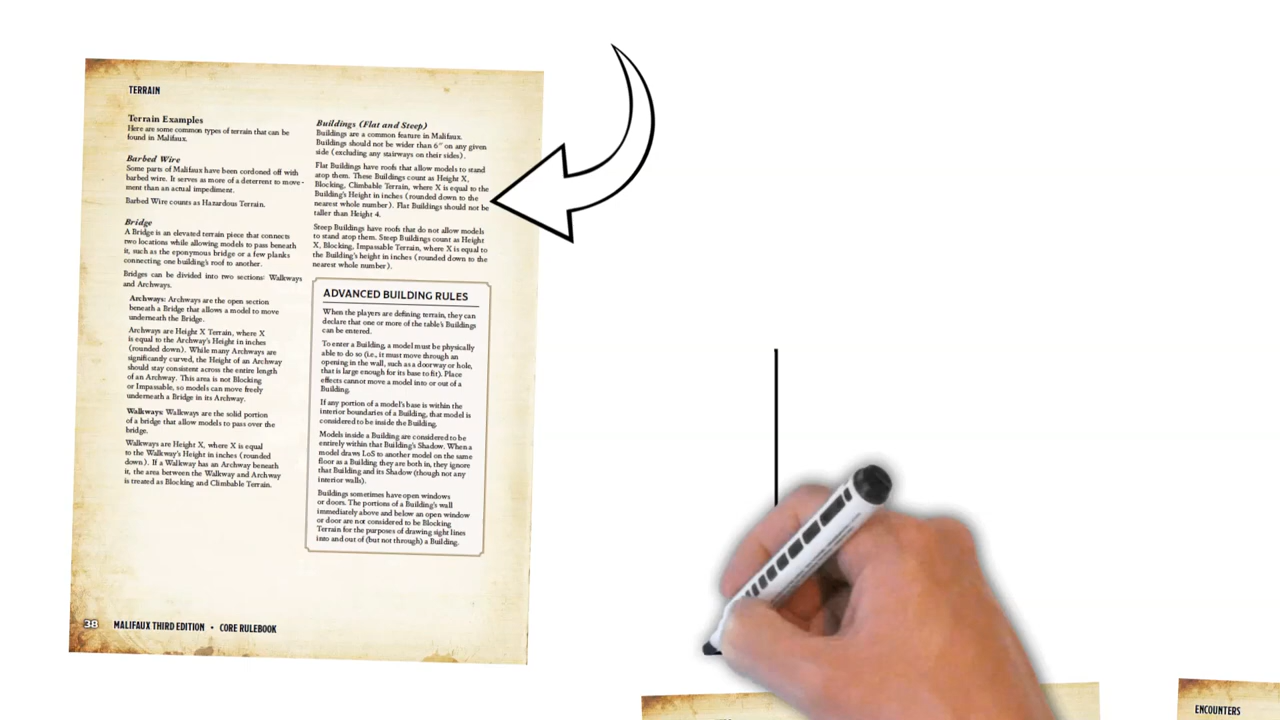 TERRAIN
Terrain Examples
Here are some common types of terrain that can be
found in Malifaux.
Barbed Wire
Some parts of Malifaux have been cordoned off with
barbed wire. It serves as more of a deterrent to move-
ment than an actual impediment.
Barbed Wire counts as Hazardous Terrain.
Bridge
A Bridge is an elevated terrain piece that connects
two locations while allowing models to pass beneath
it, such as the eponymous bridge or a few planks
connecting one building's roof to another.
Bridges can be divided into two sections: Walkways
and Archways.
Archways: Archways are the open section
beneath a Bridge that allows a model to move
underneath the Bridge.
Archways are Height X Terrain, where X
is equal to the Archway's Height in inches
(rounded down). While many Archways are
significantly curved, the Height of an Archway
should stay consistent across the entire length
of an Archway. This area is not Blocking
or Impassable, so models can move freely
underneath a Bridge in its Archway.
Walkways: Walkways are the solid portion
of a bridge that allow models to pass over the
bridge.
Walkways are Height X, where X is equal
to the Walkway's Height in inches (rounded
down). If a Walkway has an Archway beneath
it, the area between the Walkway and Archway
is treated as Blocking and Climbable Terrain.
Buildings (Flat and Steep)
Buildings are a common feature in Malifaux.
Buildings should not be wider than 6" on any given
side (excluding any stairways on their sides).
Flat Buildings have roofs that allow models to stand
atop them. These Buildings count as Height X,
Blocking, Climbable Terrain, where X is equal to the
Building's Height in inches (rounded down to the
nearest whole number). Flat Buildings should not be
taller than Height 4.
Steep Buildings have roofs that do not allow models
to stand atop them. Steep Buildings count as Height
X, Blocking, Impassable Terrain, where X is equal to
the Building's height in inches (rounded down to the
nearest whole number).
ADVANCED BUILDING RULES
When the players are defining terrain, they can
declare that one or more of the table's Buildings
can be entered.
To enter a Building, a model must be physically
able to do so (i.e., it must move through an
opening in the wall, such as a doorway or hole,
that is large enough for its base to fit). Place
effects cannot move a model into or out of a
Building.
If any portion of a model's base is within the
interior boundaries of a Building, that model is
considered to be inside the Building.
Models inside a Building are considered to be
entirely within that Building's Shadow. When a
model draws LoS to another model on the same
floor as a Building they are both in, they ignore
that Building and its Shadow (though not any
interior walls).
Buildings sometimes have open windows
or doors. The portions of a Building's wall
immediately above and below an open window
or door are not considered to be Blocking
Terrain for the purposes of drawing sight lines
into and out of (but not through) a Building.
38 MALIFAUX THIRD EDITION • CORE RULEBOOK
ENCOUNTERS